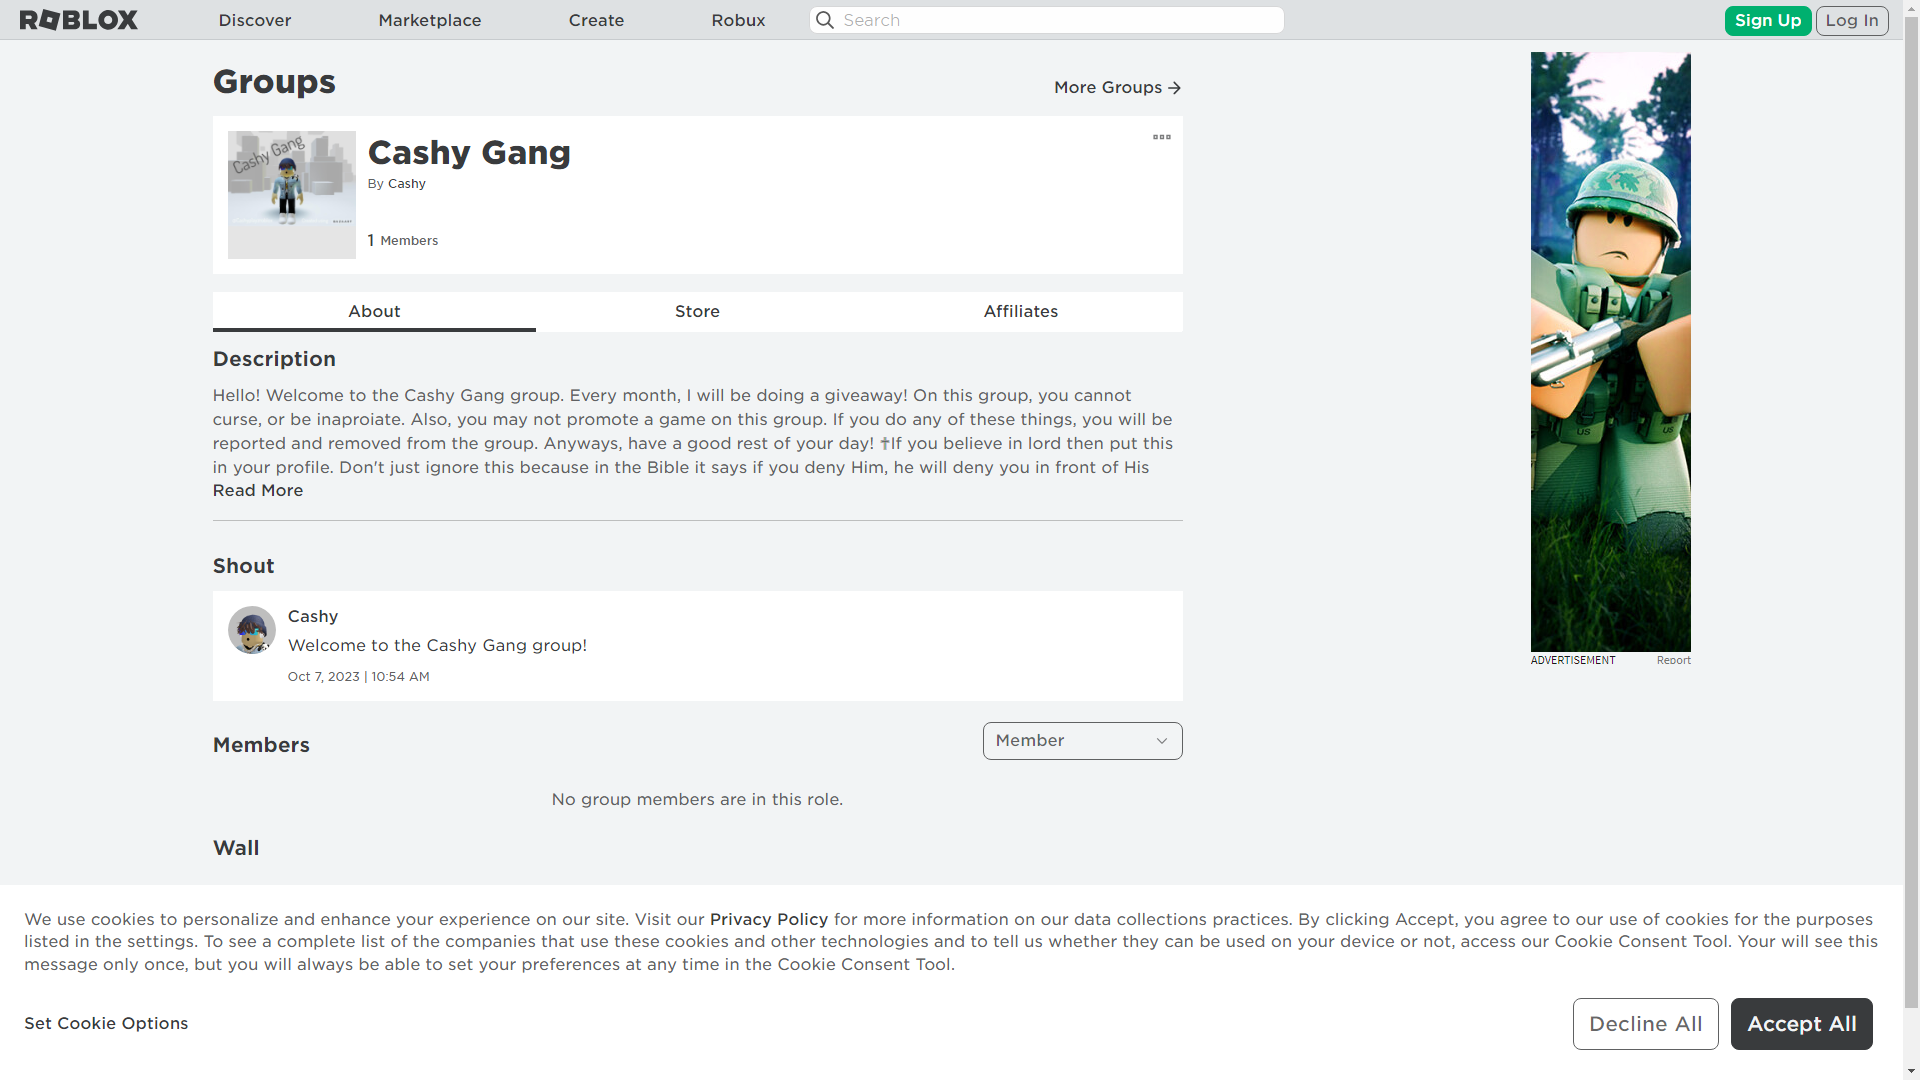 ROBLOX
Discover
Marketplace
Create
Robux
Search
Sign Up
Log In
Groups
More Groups
Cashy Gang
Cashy Gang
By Cashy
1 Members
About
Store
Affiliates
Description
Hello! Welcome to the Cashy Gang group. Every month, I will be doing a giveaway! On this group, you cannot
curse, or be inaproiate. Also, you may not promote a game on this group. If you do any of these things, you will be
reported and removed from the group. Anyways, have a good rest of your day! ✝If you believe in lord then put this
in your profile. Don't just ignore this because in the Bible it says if you deny Him, he will deny you in front of His
Read More
Shout
Cashy
Welcome to the Cashy Gang group!
Oct 7, 2023 | 10:54 AM
US
US
ADVERTISEMENT
Report
Members
Member
No group members are in this role.
Wall
We use cookies to personalize and enhance your experience on our site. Visit our Privacy Policy for more information on our data collections practices. By clicking Accept, you agree to our use of cookies for the purposes
listed in the settings. To see a complete list of the companies that use these cookies and other technologies and to tell us whether they can be used on your device or not, access our Cookie Consent Tool. Your will see this
message only once, but you will always be able to set your preferences at any time in the Cookie Consent Tool.
Set Cookie Options
Decline All
Accept All